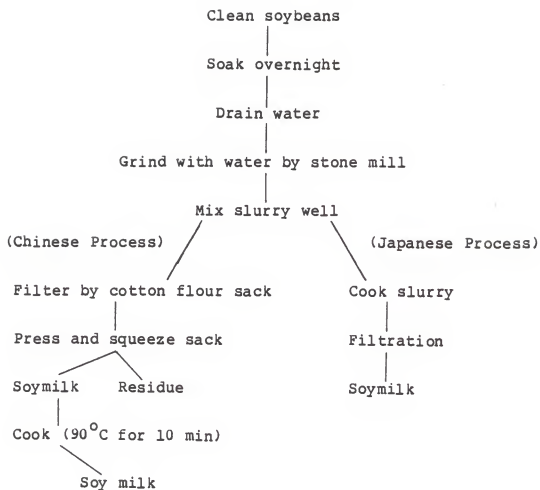 Clean soybeans
Soak overnight
Drain water
Grind with water by stone mill
Mix slurry well
(Chinese Process) (Japanese Process)
Filter by cotton flour sack Cook slurry
Press and squeeze sack Filtration
Soymilk Residue Soymilk
Cook (90°C for 10 min)
Soy milk